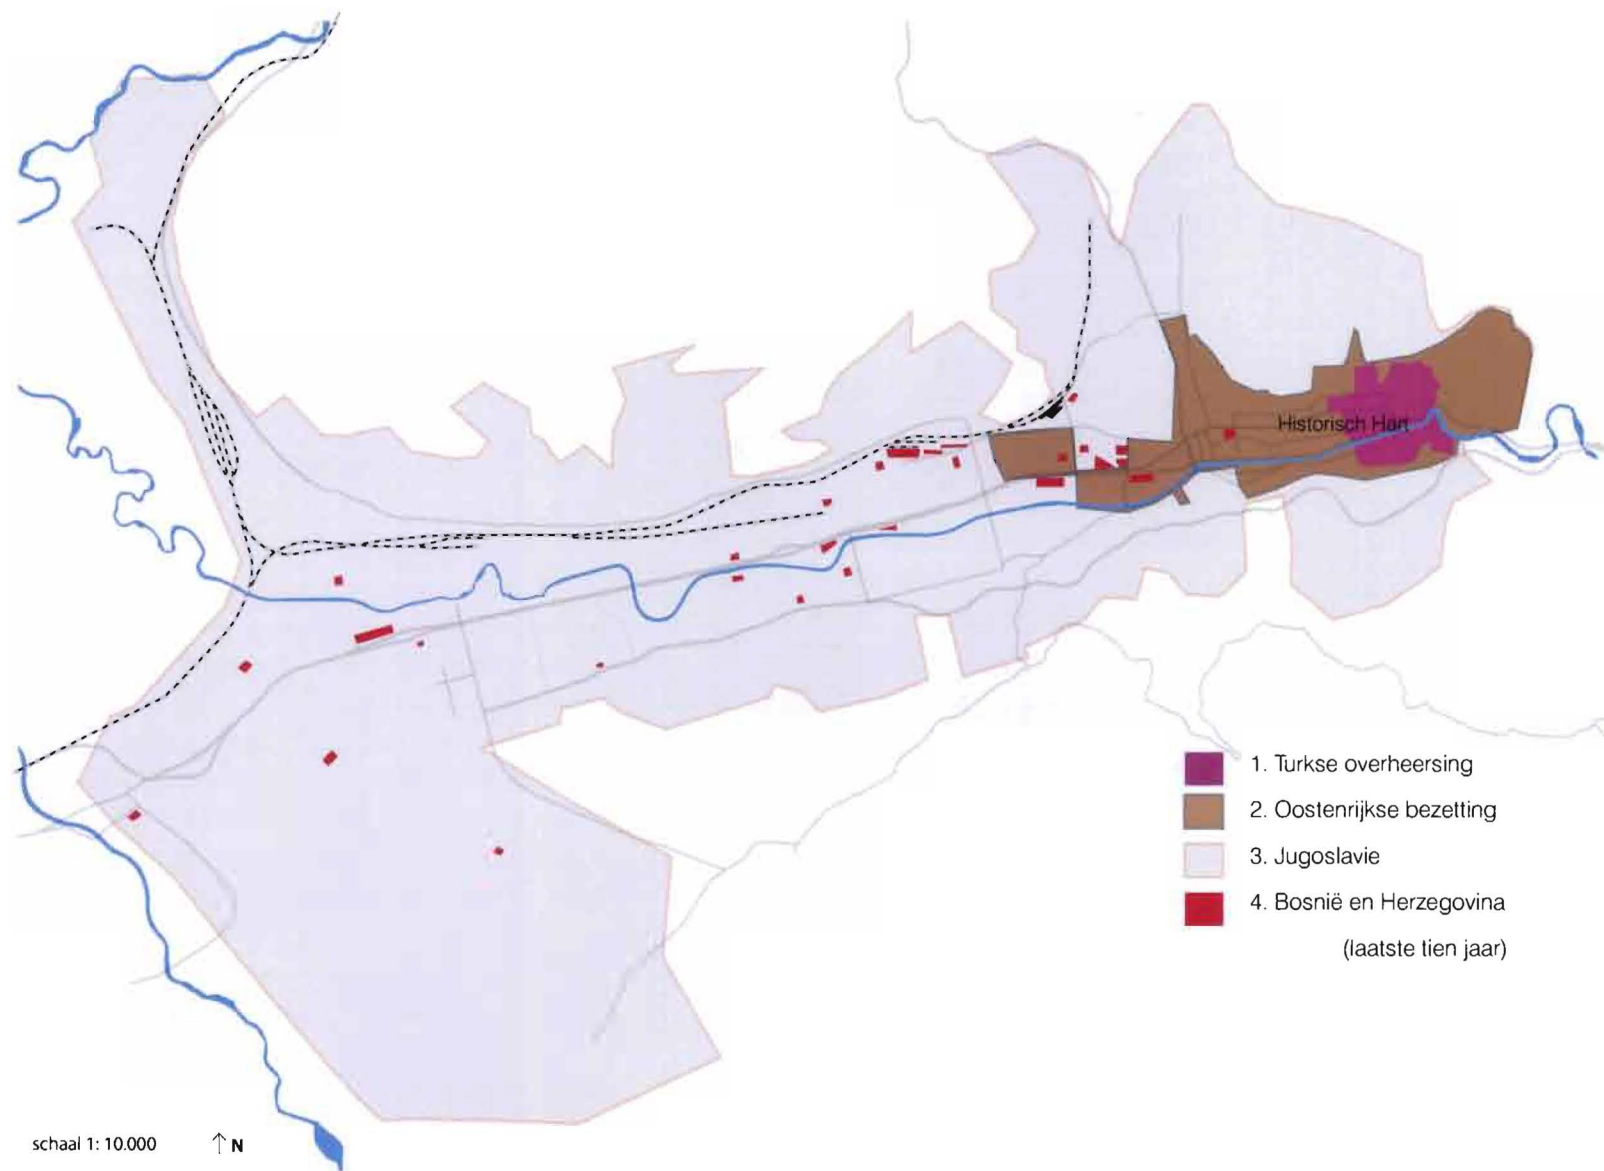 Historisch Hart
1. Turkse overheersing
2. Oostenrijkse bezetting
3. Jugoslavie
4. Bosnië en Herzegovina
(laatste tien jaar)
schaal 1: 10.000
N